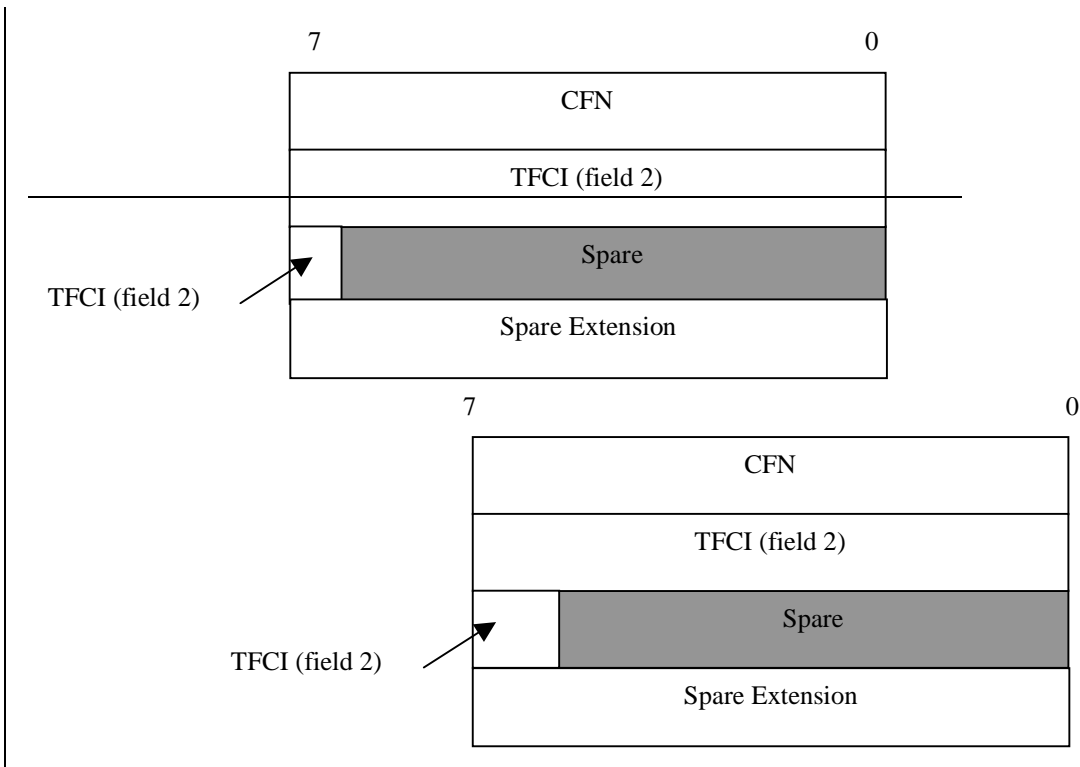 7 0
CFN
TFCI (field 2)
Spare
TFCI (field 2)
Spare Extension
7 0
CFN
TFCI (field 2)
Spare
TFCI (field 2)
Spare Extension